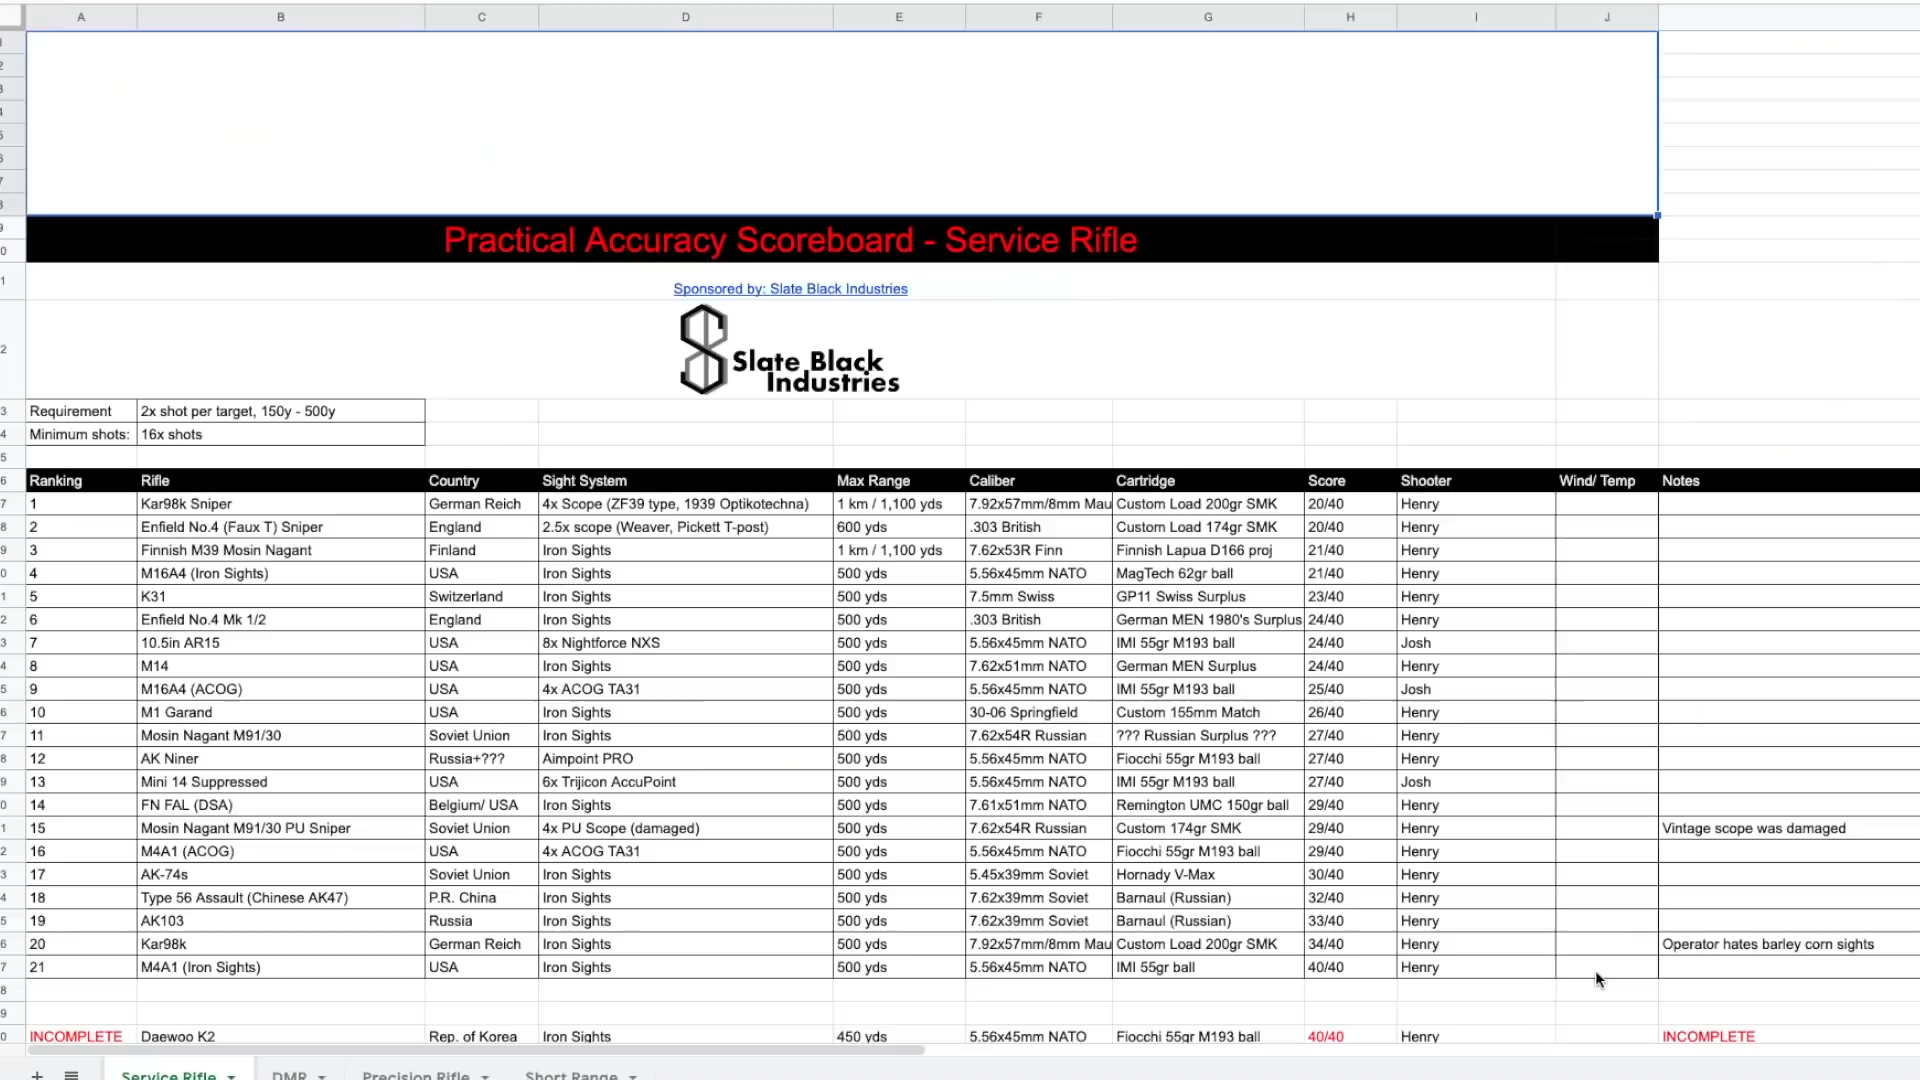 A B C D E F G H I J
Practical Accuracy Scoreboard - Service Rifle
Sponsored by: Slate Black Industries
Slate Black
Industries
Requirement 2x shot per target, 150y - 500y
Minimum shots: 16x shots
Ranking Rifle Country Sight System Max Range Caliber Cartridge Score Shooter Wind/ Temp Notes
1 Kar98k Sniper German Reich 4x Scope (ZF39 type, 1939 Optikotechna) 1 km / 1,100 yds 7.92x57mm/8mm Mau Custom Load 200gr SMK 20/40 Henry
2 Enfield No.4 (Faux T) Sniper England 2.5x scope (Weaver, Pickett T-post) 600 yds .303 British Custom Load 174gr SMK 20/40 Henry
3 Finnish M39 Mosin Nagant Finland Iron Sights 1 km / 1,100 yds 7.62x53R Finn Finnish Lapua D166 proj 21/40 Henry
4 M16A4 (Iron Sights) USA Iron Sights 500 yds 5.56x45mm NATO MagTech 62gr ball 21/40 Henry
5 K31 Switzerland Iron Sights 500 yds 7.5mm Swiss GP11 Swiss Surplus 23/40 Henry
6 Enfield No.4 Mk 1/2 England Iron Sights 500 yds .303 British German MEN 1980's Surplus 24/40 Henry
7 10.5in AR15 USA 8x Nightforce NXS 500 yds 5.56x45mm NATO IMI 55gr M193 ball 24/40 Josh
8 M14 USA Iron Sights 500 yds 7.62x51mm NATO German MEN Surplus 24/40 Henry
9 M16A4 (ACOG) USA 4x ACOG TA31 500 yds 5.56x45mm NATO IMI 55gr M193 ball 25/40 Josh
10 M1 Garand USA Iron Sights 500 yds 30-06 Springfield Custom 155mm Match 26/40 Henry
11 Mosin Nagant M91/30 Soviet Union Iron Sights 500 yds 7.62x54R Russian ??? Russian Surplus ??? 27/40 Henry
12 AK Niner Russia+??? Aimpoint PRO 500 yds 5.56x45mm NATO Fiocchi 55gr M193 ball 27/40 Henry
13 Mini 14 Suppressed USA 6x Trijicon AccuPoint 500 yds 5.56x45mm NATO IMI 55gr M193 ball 27/40 Josh
14 FN FAL (DSA) Belgium/ USA Iron Sights 500 yds 7.61x51mm NATO Remington UMC 150gr ball 29/40 Henry
15 Mosin Nagant M91/30 PU Sniper Soviet Union 4x PU Scope (damaged) 500 yds 7.62x54R Russian Custom 174gr SMK 29/40 Henry Vintage scope was damaged
16 M4A1 (ACOG) USA 4x ACOG TA31 500 yds 5.56x45mm NATO Fiocchi 55gr M193 ball 29/40 Henry
17 AK-74s Soviet Union Iron Sights 500 yds 5.45x39mm Soviet Hornady V-Max 30/40 Henry
18 Type 56 Assault (Chinese AK47) P.R. China Iron Sights 500 yds 7.62x39mm Soviet Barnaul (Russian) 32/40 Henry
19 AK103 Russia Iron Sights 500 yds 7.62x39mm Soviet Barnaul (Russian) 33/40 Henry
20 Kar98k German Reich Iron Sights 500 yds 7.92x57mm/8mm Mau Custom Load 200gr SMK 34/40 Henry Operator hates barley corn sights
21 M4A1 (Iron Sights) USA Iron Sights 500 yds 5.56x45mm NATO IMI 55gr ball 40/40 Henry
INCOMPLETE Daewoo K2 Rep. of Korea Iron Sights 450 yds 5.56x45mm NATO Fiocchi 55gr M193 ball 40/40 Henry INCOMPLETE
Service Rifle DMR Precision Rifle Short Range